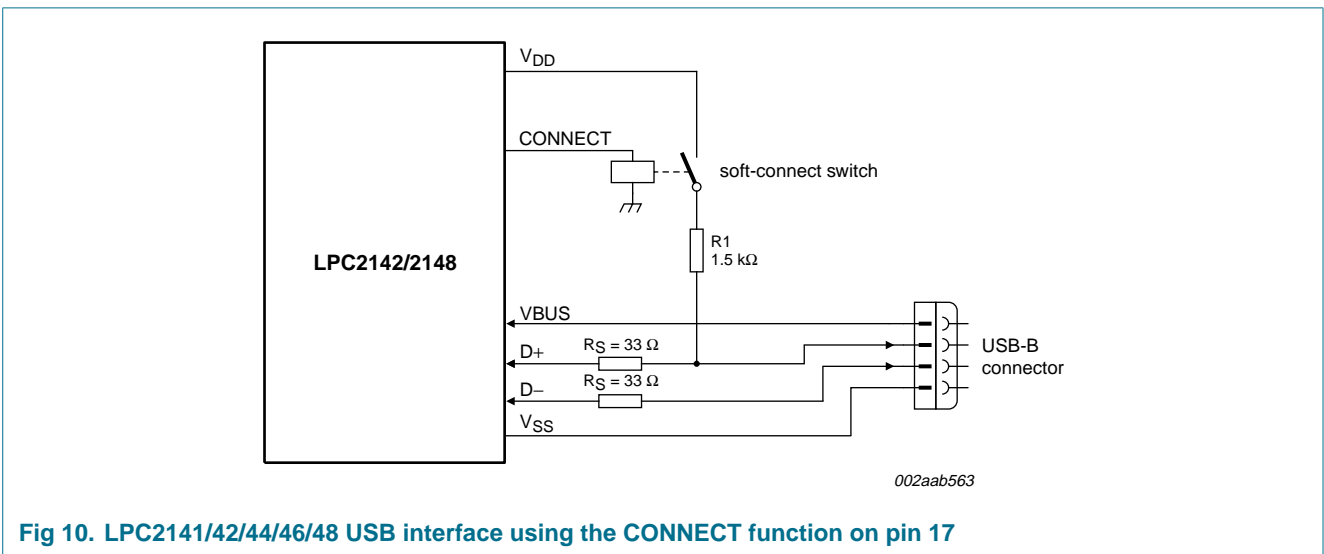 VDD
CONNECT
soft-connect switch
R1
1.5 kΩ
LPC2142/2148
VBUS
D+
RS = 33 Ω
USB-B
connector
D−
RS = 33 Ω
VSS
002aab563
Fig 10. LPC2141/42/44/46/48 USB interface using the CONNECT function on pin 17